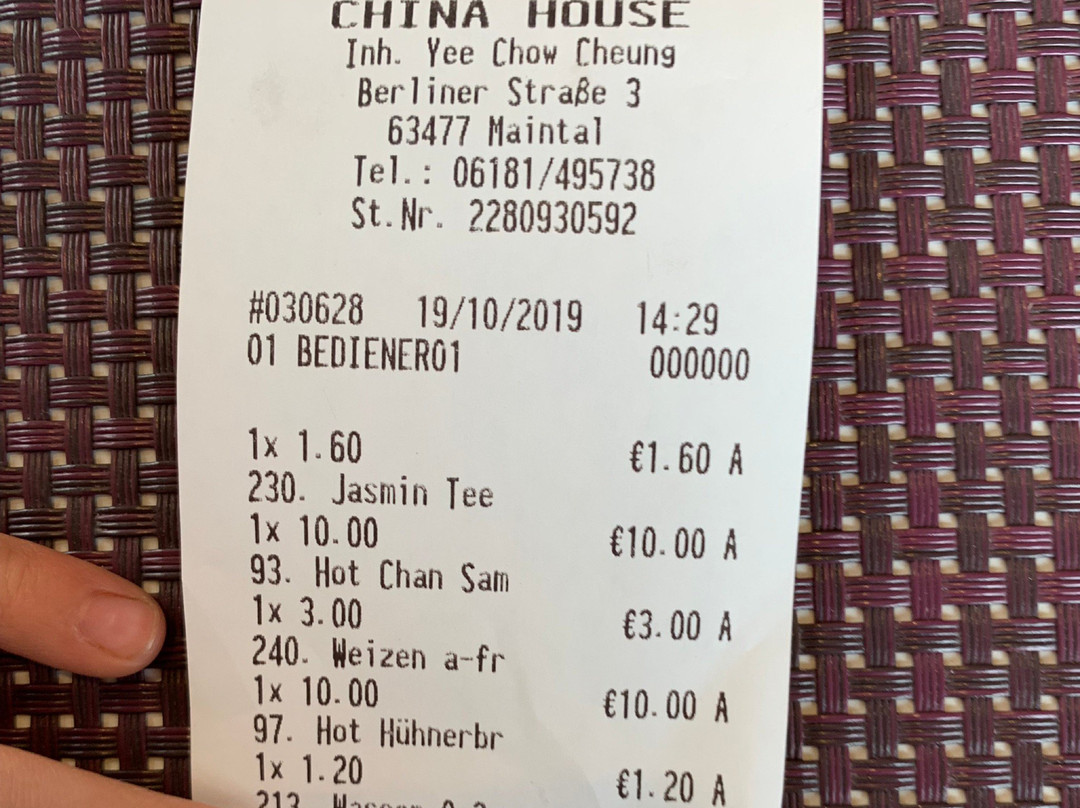 CHINA HOUSE
Inh. Yee Chow Cheung
Berliner Straße 3
63477 Maintal
Tel.: 06181/495738
St.Nr. 2280930592
#030628 19/10/2019 14:29
01 BEDIENER01 000000
1x 1.60 €1.60 A
230. Jasmin Tee
1x 10.00 €10.00 A
93. Hot Chan Sam
1x 3.00 €3.00 A
240. Weizen a-fr
1x 10.00 €10.00 A
97. Hot Hühnerbr
1x 1.20 €1.20 A
213. Wasser